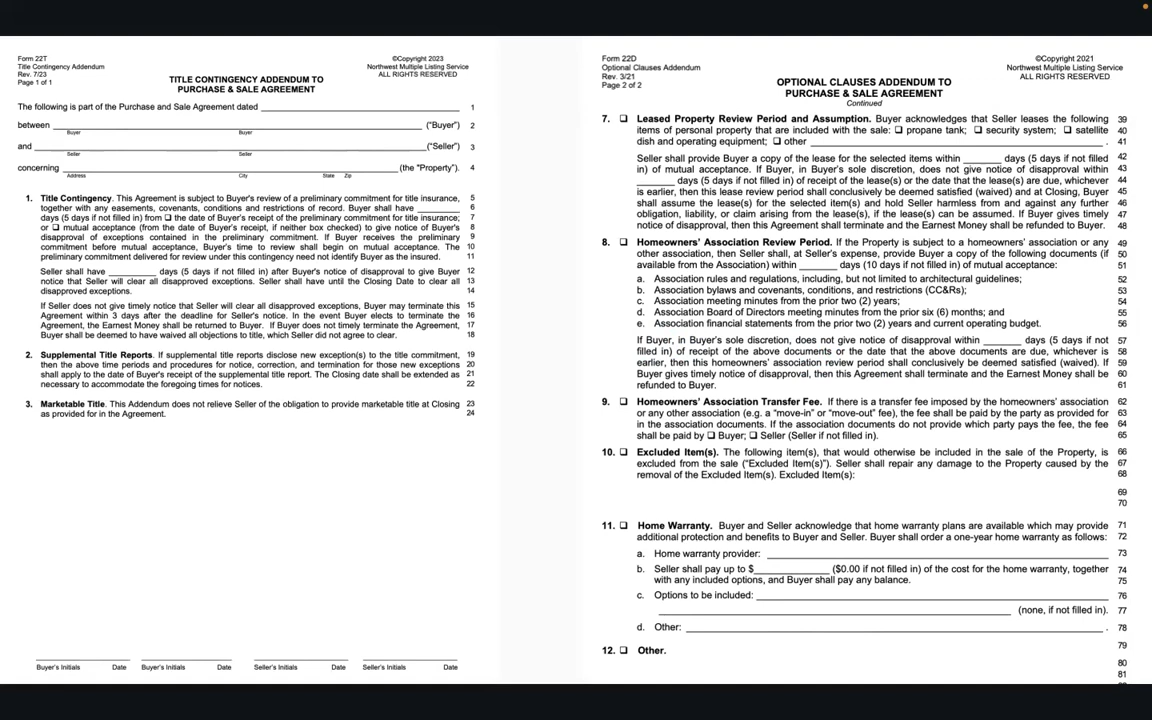 Form 22T
Title Contingency Addendum
Rev. 7/23
Page 1 of 1
©Copyright 2023
Northwest Multiple Listing Service
ALL RIGHTS RESERVED
TITLE CONTINGENCY ADDENDUM TO
PURCHASE & SALE AGREEMENT
The following is part of the Purchase and Sale Agreement dated 1
between ("Buyer") 2
Buyer Buyer
and ("Seller") 3
Seller Seller
concerning (the "Property"). 4
Address City State Zip
1. Title Contingency. This Agreement is subject to Buyer's review of a preliminary commitment for title insurance, 5
together with any easements, covenants, conditions and restrictions of record. Buyer shall have ________ 6
days (5 days if not filled in) from ❑ the date of Buyer's receipt of the preliminary commitment for title insurance; 7
or ❑ mutual acceptance (from the date of Buyer's receipt, if neither box checked) to give notice of Buyer's 8
disapproval of exceptions contained in the preliminary commitment. If Buyer receives the preliminary 9
commitment before mutual acceptance, Buyer's time to review shall begin on mutual acceptance. The 10
preliminary commitment delivered for review under this contingency need not identify Buyer as the insured. 11
Seller shall have ________ days (5 days if not filled in) after Buyer's notice of disapproval to give Buyer 12
notice that Seller will clear all disapproved exceptions. Seller shall have until the Closing Date to clear all 13
disapproved exceptions. 14
If Seller does not give timely notice that Seller will clear all disapproved exceptions, Buyer may terminate this 15
Agreement within 3 days after the deadline for Seller's notice. In the event Buyer elects to terminate the 16
Agreement, the Earnest Money shall be returned to Buyer. If Buyer does not timely terminate the Agreement, 17
Buyer shall be deemed to have waived all objections to title, which Seller did not agree to clear. 18
2. Supplemental Title Reports. If supplemental title reports disclose new exception(s) to the title commitment, 19
then the above time periods and procedures for notice, correction, and termination for those new exceptions 20
shall apply to the date of Buyer's receipt of the supplemental title report. The Closing date shall be extended as 21
necessary to accommodate the foregoing times for notices. 22
3. Marketable Title. This Addendum does not relieve Seller of the obligation to provide marketable title at Closing 23
as provided for in the Agreement. 24
Buyer's Initials Date Buyer's Initials Date Seller's Initials Date Seller's Initials Date
Form 22D
Optional Clauses Addendum
Rev. 3/21
Page 2 of 2
©Copyright 2021
Northwest Multiple Listing Service
ALL RIGHTS RESERVED
OPTIONAL CLAUSES ADDENDUM TO
PURCHASE & SALE AGREEMENT
Continued
7. ❑ Leased Property Review Period and Assumption. Buyer acknowledges that Seller leases the following 39
items of personal property that are included with the sale: ❑ propane tank; ❑ security system; ❑ satellite 40
dish and operating equipment; ❑ other ________ . 41
Seller shall provide Buyer a copy of the lease for the selected items within ________ days (5 days if not filled 42
in) of mutual acceptance. If Buyer, in Buyer's sole discretion, does not give notice of disapproval within 43
________ days (5 days if not filled in) of receipt of the lease(s) or the date that the lease(s) are due, whichever 44
is earlier, then this lease review period shall conclusively be deemed satisfied (waived) and at Closing, Buyer 45
shall assume the lease(s) for the selected item(s) and hold Seller harmless from and against any further 46
obligation, liability, or claim arising from the lease(s), if the lease(s) can be assumed. If Buyer gives timely 47
notice of disapproval, then this Agreement shall terminate and the Earnest Money shall be refunded to Buyer. 48
8. ❑ Homeowners' Association Review Period. If the Property is subject to a homeowners' association or any 49
other association, then Seller shall, at Seller's expense, provide Buyer a copy of the following documents (if 50
available from the Association) within ________ days (10 days if not filled in) of mutual acceptance: 51
a. Association rules and regulations, including, but not limited to architectural guidelines; 52
b. Association bylaws and covenants, conditions, and restrictions (CC&Rs); 53
c. Association meeting minutes from the prior two (2) years; 54
d. Association Board of Directors meeting minutes from the prior six (6) months; and 55
e. Association financial statements from the prior two (2) years and current operating budget. 56
If Buyer, in Buyer's sole discretion, does not give notice of disapproval within ________ days (5 days if not 57
filled in) of receipt of the above documents or the date that the above documents are due, whichever is 58
earlier, then this homeowners' association review period shall conclusively be deemed satisfied (waived). If 59
Buyer gives timely notice of disapproval, then this Agreement shall terminate and the Earnest Money shall be 60
refunded to Buyer. 61
9. ❑ Homeowners' Association Transfer Fee. If there is a transfer fee imposed by the homeowners' association 62
or any other association (e.g. a "move-in" or "move-out" fee), the fee shall be paid by the party as provided for 63
in the association documents. If the association documents do not provide which party pays the fee, the fee 64
shall be paid by ❑ Buyer; ❑ Seller (Seller if not filled in). 65
10. ❑ Excluded Item(s). The following item(s), that would otherwise be included in the sale of the Property, is 66
excluded from the sale ("Excluded Item(s)"). Seller shall repair any damage to the Property caused by the 67
removal of the Excluded Item(s). Excluded Item(s): 68
69
70
11. ❑ Home Warranty. Buyer and Seller acknowledge that home warranty plans are available which may provide 71
additional protection and benefits to Buyer and Seller. Buyer shall order a one-year home warranty as follows: 72
a. Home warranty provider: 73
b. Seller shall pay up to $________ ($0.00 if not filled in) of the cost for the home warranty, together 74
with any included options, and Buyer shall pay any balance. 75
c. Options to be included: 76
(none, if not filled in). 77
d. Other: ________ . 78
79
12. ❑ Other.
80
81